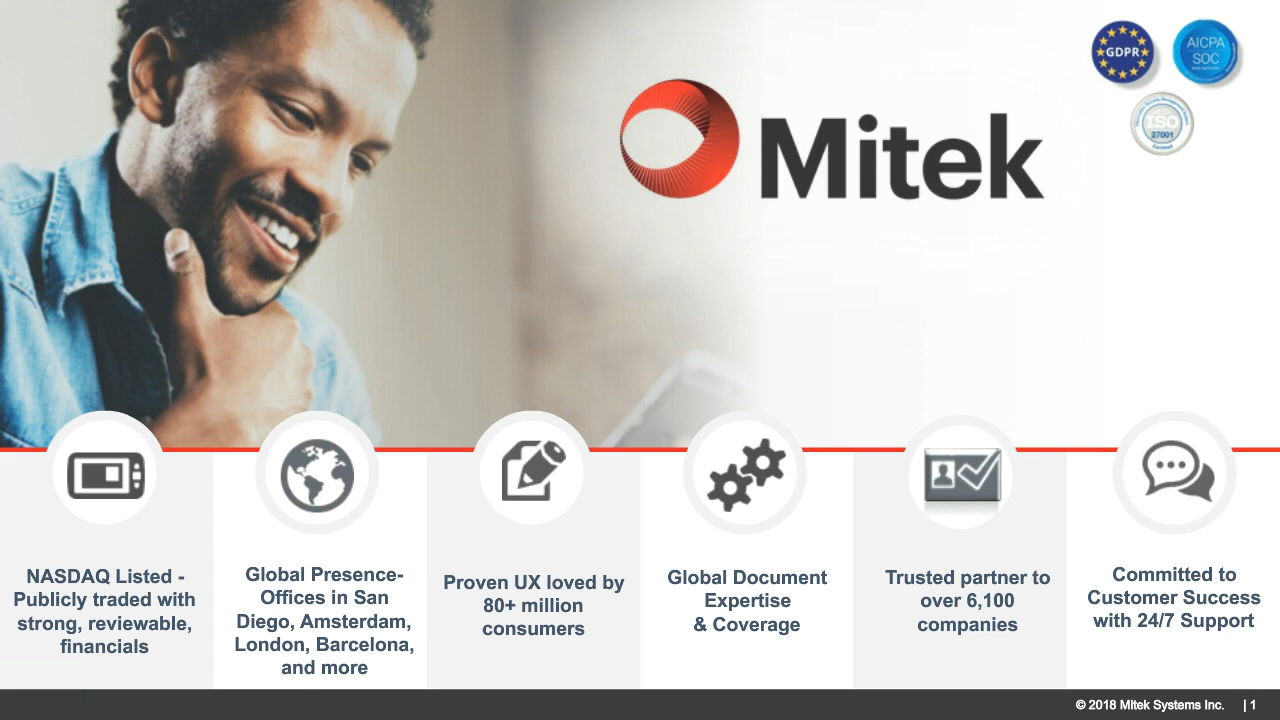 GDPR
AICPA
SOC
ISO
27001
Certified
Mitek
NASDAQ Listed -
Publicly traded with
strong, reviewable,
financials
Global Presence-
Offices in San
Diego, Amsterdam,
London, Barcelona,
and more
Proven UX loved by
80+ million
consumers
Global Document
Expertise
& Coverage
Trusted partner to
over 6,100
companies
Committed to
Customer Success
with 24/7 Support
© 2018 Mitek Systems Inc. | 1